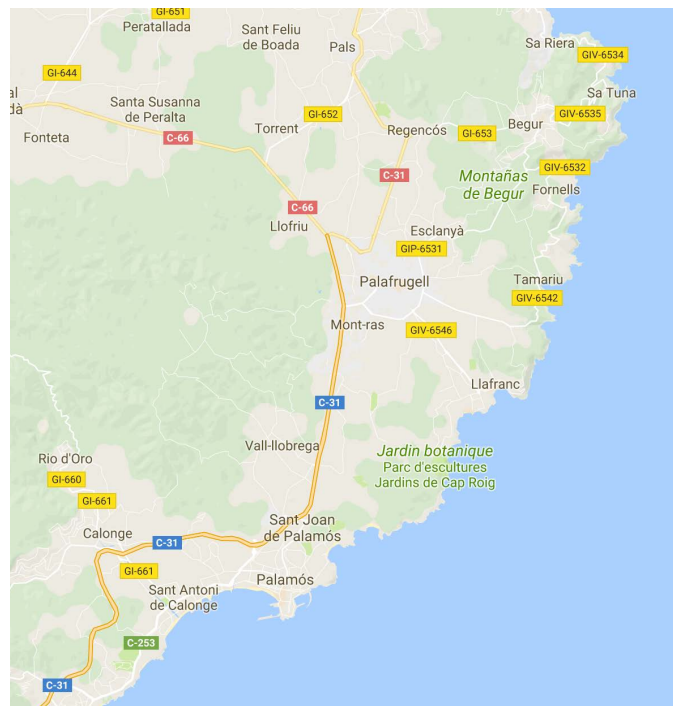 GI-651
Peratallada
Sant Feliu
de Boada
Pals
Sa Riera
GIV-6534
GI-644
al
dà
Santa Susanna
de Peralta
Sa Tuna
GI-652
GIV-6535
Fonteta
C-66
Torrent
Regencós
GI-653
Begur
GIV-6532
C-31
Montañas
de Begur
Fornells
C-66
Llofriu
Esclanyà
GIP-6531
Palafrugell
Tamariu
GIV-6542
Mont-ras
GIV-6546
Llafranc
C-31
Vall-llobrega
Jardin botanique
Parc d'escultures
Jardins de Cap Roig
Rio d'Oro
GI-660
GI-661
Sant Joan
de Palamós
Calonge
C-31
GI-661
Palamós
Sant Antoni
de Calonge
C-253
C-31